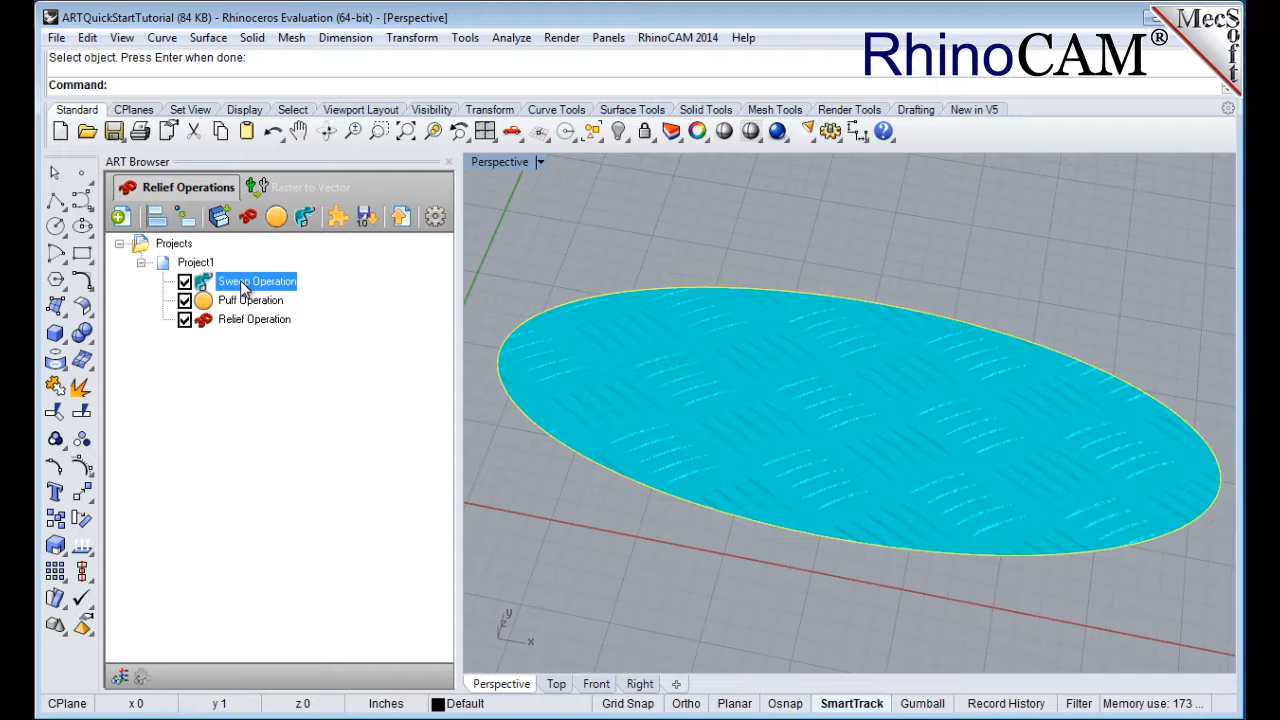 ARTQuickStartTutorial (84 KB) - Rhinoceros Evaluation (64-bit) - [Perspective]
MecSoft
File Edit View Curve Surface Solid Mesh Dimension Transform Tools Analyze Render Panels RhinoCAM 2014 Help
RhinoCAM®
Select object. Press Enter when done:
Command:
Standard CPlanes Set View Display Select Viewport Layout Visibility Transform Curve Tools Surface Tools Solid Tools Mesh Tools Render Tools Drafting New in V5
ART Browser
Perspective
Relief Operations Raster to Vector
1.0
Projects
Project1
Sweep Operation
Puff Operation
Relief Operation
y
z
x
Perspective Top Front Right
CPlane x 0 y 1 z 0 Inches Default Grid Snap Ortho Planar Osnap SmartTrack Gumball Record History Filter Memory use: 173 ...